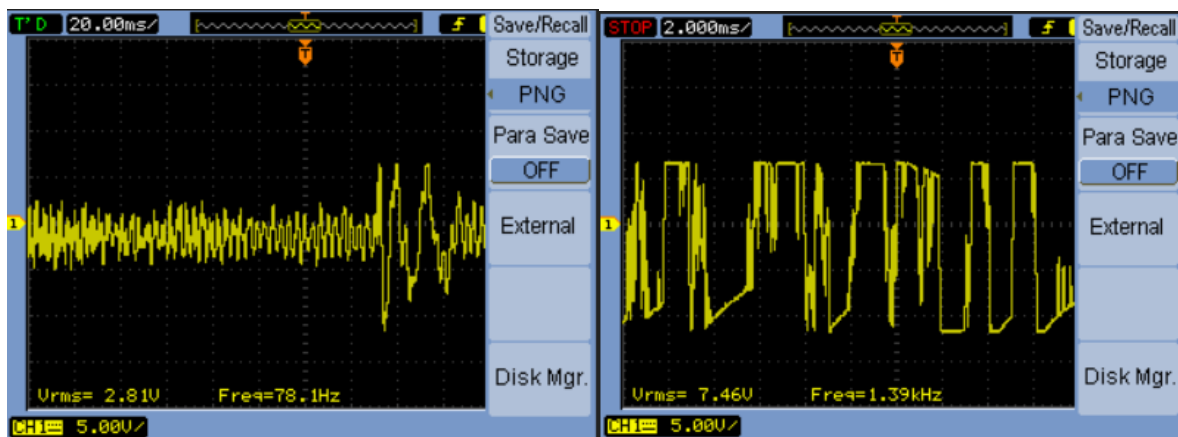 T'D 20.00ms/ Save/Recall
T
Storage
PNG
Para Save
OFF
1
External
Vrms= 2.81V Freq=78.1Hz
Disk Mgr.
CH1 5.00V/
STOP 2.000ms/ Save/Recall
T
Storage
PNG
Para Save
OFF
1
External
Vrms= 7.46V Freq=1.39kHz
Disk Mgr.
CH1 5.00V/